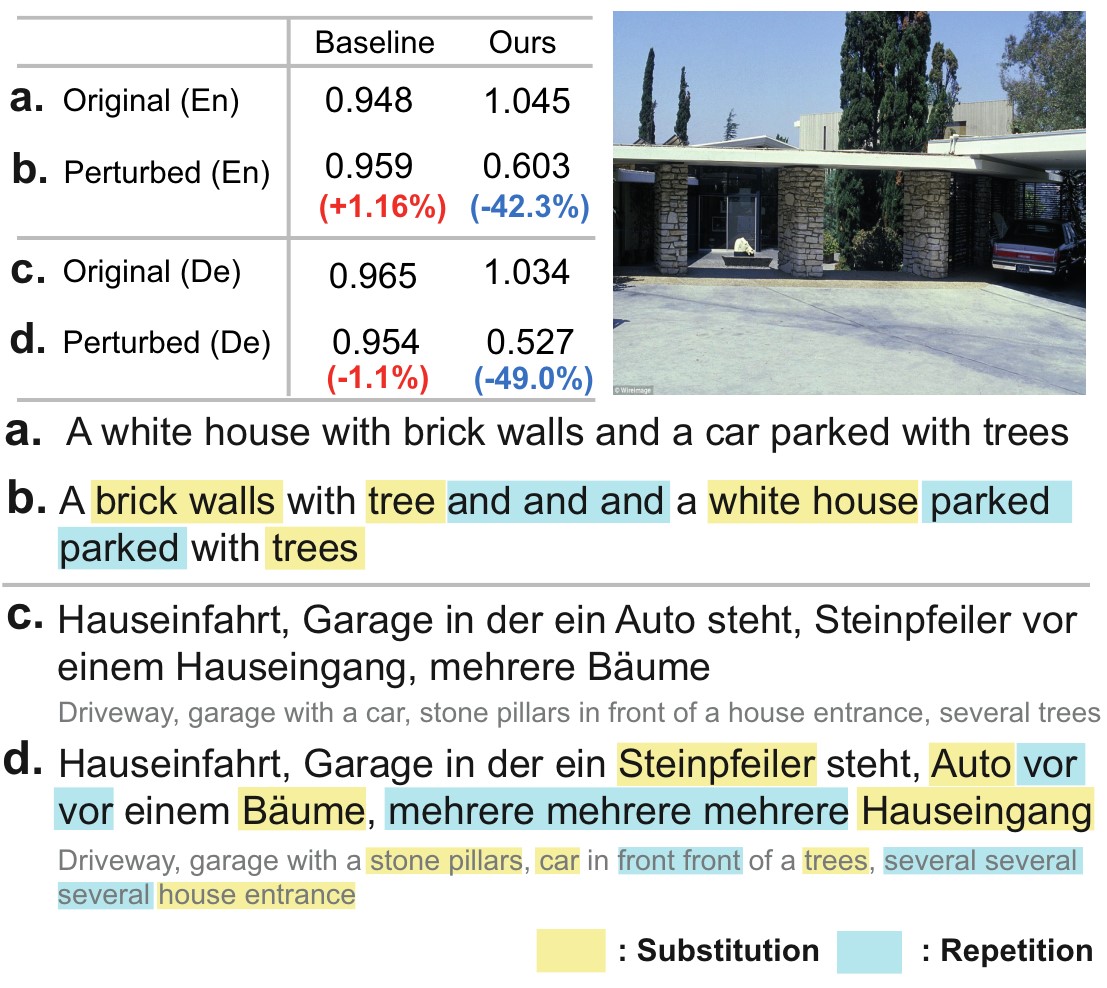 Baseline Ours
a. Original (En) 0.948 1.045
b. Perturbed (En) 0.959 0.603
(+1.16%) (-42.3%)
c. Original (De) 0.965 1.034
d. Perturbed (De) 0.954 0.527
(-1.1%) (-49.0%)
© WireImage
a. A white house with brick walls and a car parked with trees
b. A brick walls with tree and and and a white house parked
parked with trees
c. Hauseinfahrt, Garage in der ein Auto steht, Steinpfeiler vor
einem Hauseingang, mehrere Bäume
Driveway, garage with a car, stone pillars in front of a house entrance, several trees
d. Hauseinfahrt, Garage in der ein Steinpfeiler steht, Auto vor
vor einem Bäume, mehrere mehrere mehrere Hauseingang
Driveway, garage with a stone pillars, car in front front of a trees, several several
several house entrance
: Substitution : Repetition